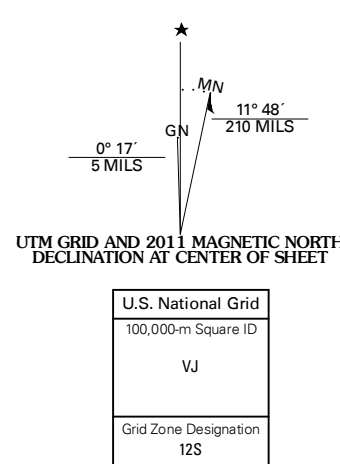 MN
GN
11° 48´
210 MILS
0° 17´
5 MILS
UTM GRID AND 2011 MAGNETIC NORTH
DECLINATION AT CENTER OF SHEET
U.S. National Grid
100,000-m Square ID
VJ
Grid Zone Designation
12S